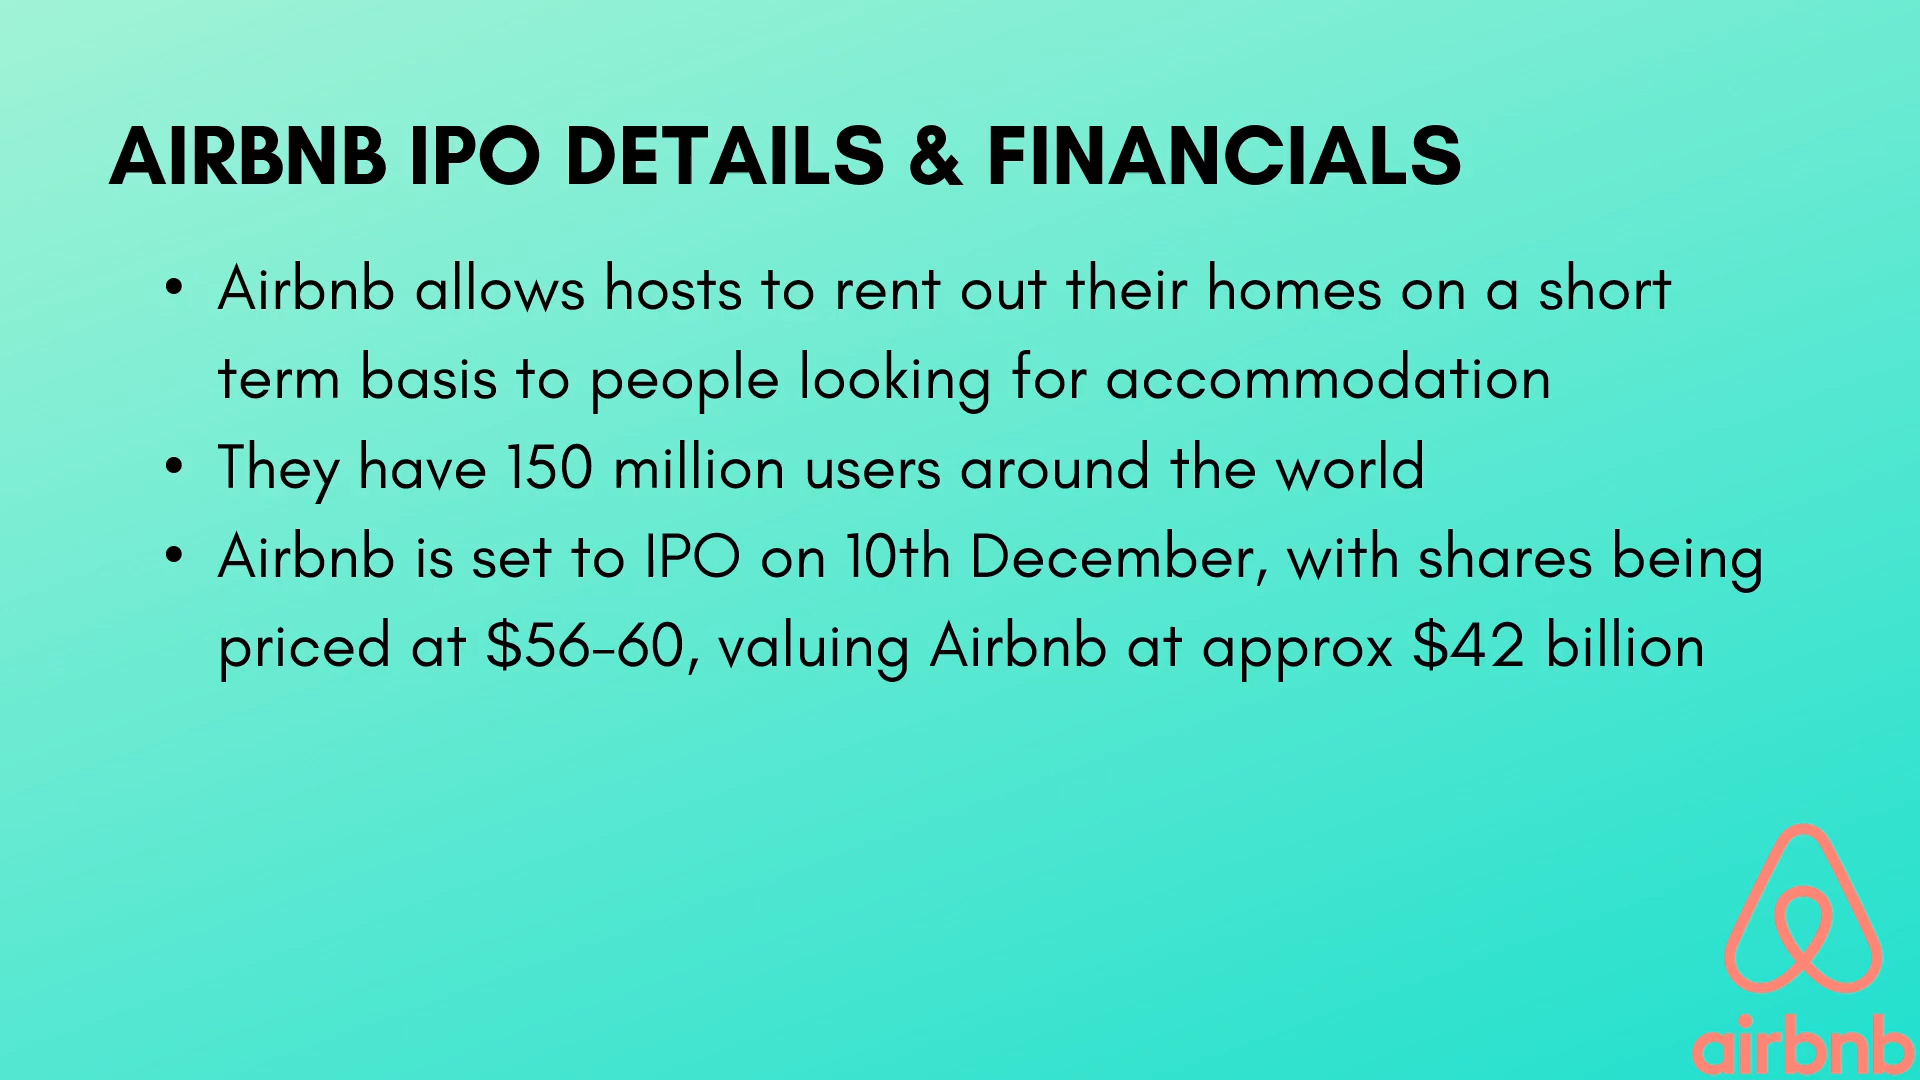 AIRBNB IPO DETAILS & FINANCIALS
• Airbnb allows hosts to rent out their homes on a short
term basis to people looking for accommodation
• They have 150 million users around the world
• Airbnb is set to IPO on 10th December, with shares being
priced at $56-60, valuing Airbnb at approx $42 billion
airbnb